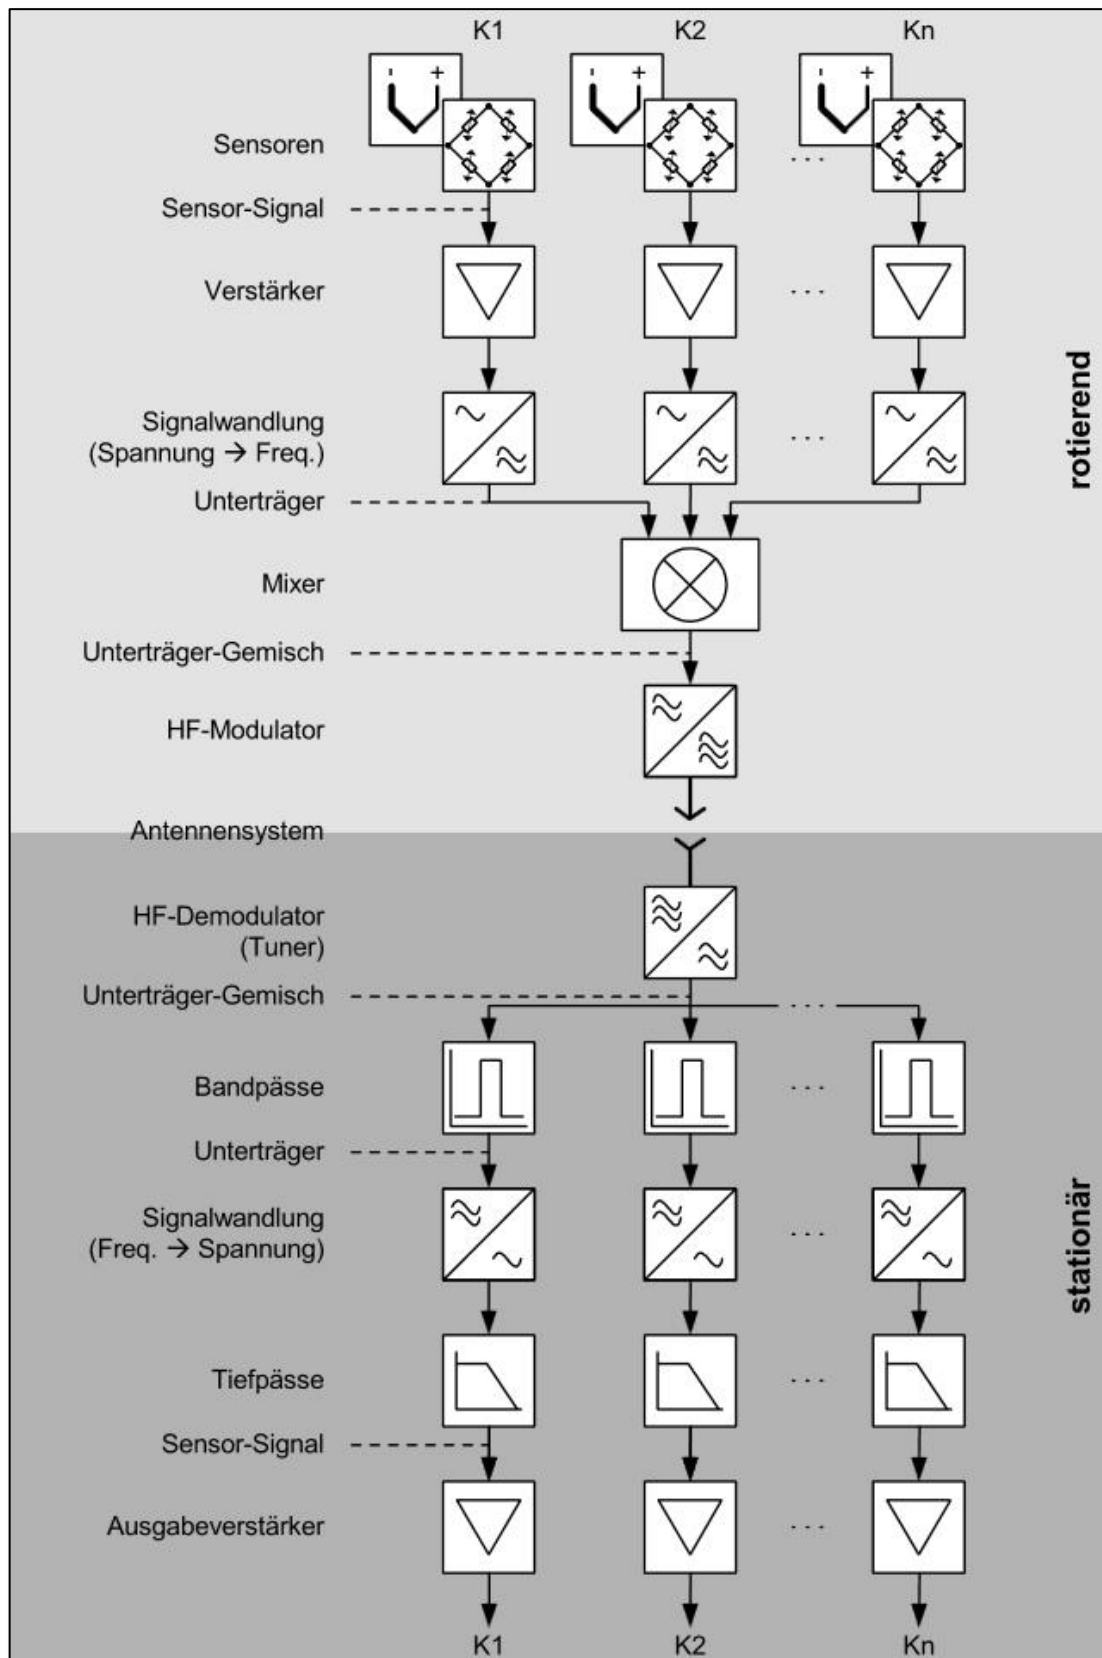 K1 K2 Kn
- + - + - +
Sensoren ...
Sensor-Signal
Verstärker ...
Signalwandlung
(Spannung → Freq.) ...
Unterträger
Mixer
Unterträger-Gemisch
HF-Modulator
rotierend
Antennensystem
HF-Demodulator
(Tuner)
Unterträger-Gemisch ...
Bandpässe ...
Unterträger
Signalwandlung
(Freq. → Spannung) ...
stationär
Tiefpässe ...
Sensor-Signal
Ausgabeverstärker ...
K1 K2 Kn